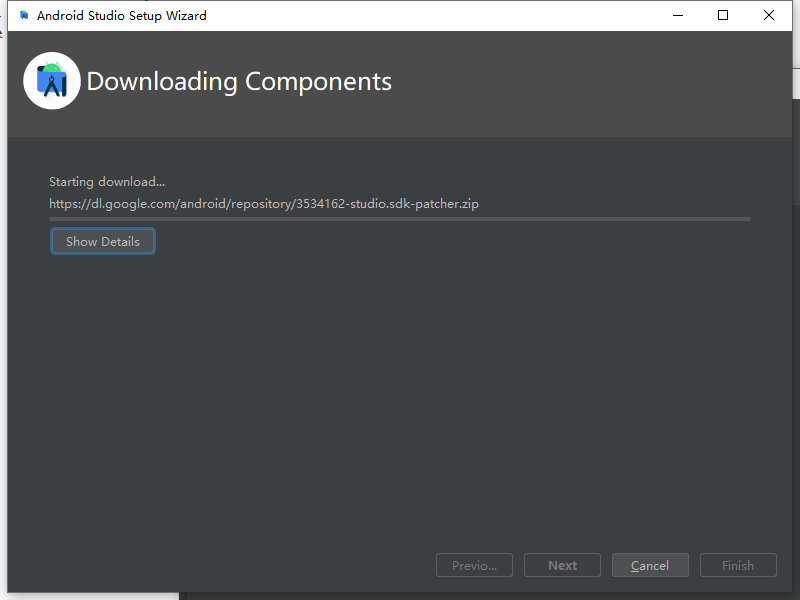 Android Studio Setup Wizard
Downloading Components
Starting download...
https://dl.google.com/android/repository/3534162-studio.sdk-patcher.zip
Show Details
Previo... Next Cancel Finish